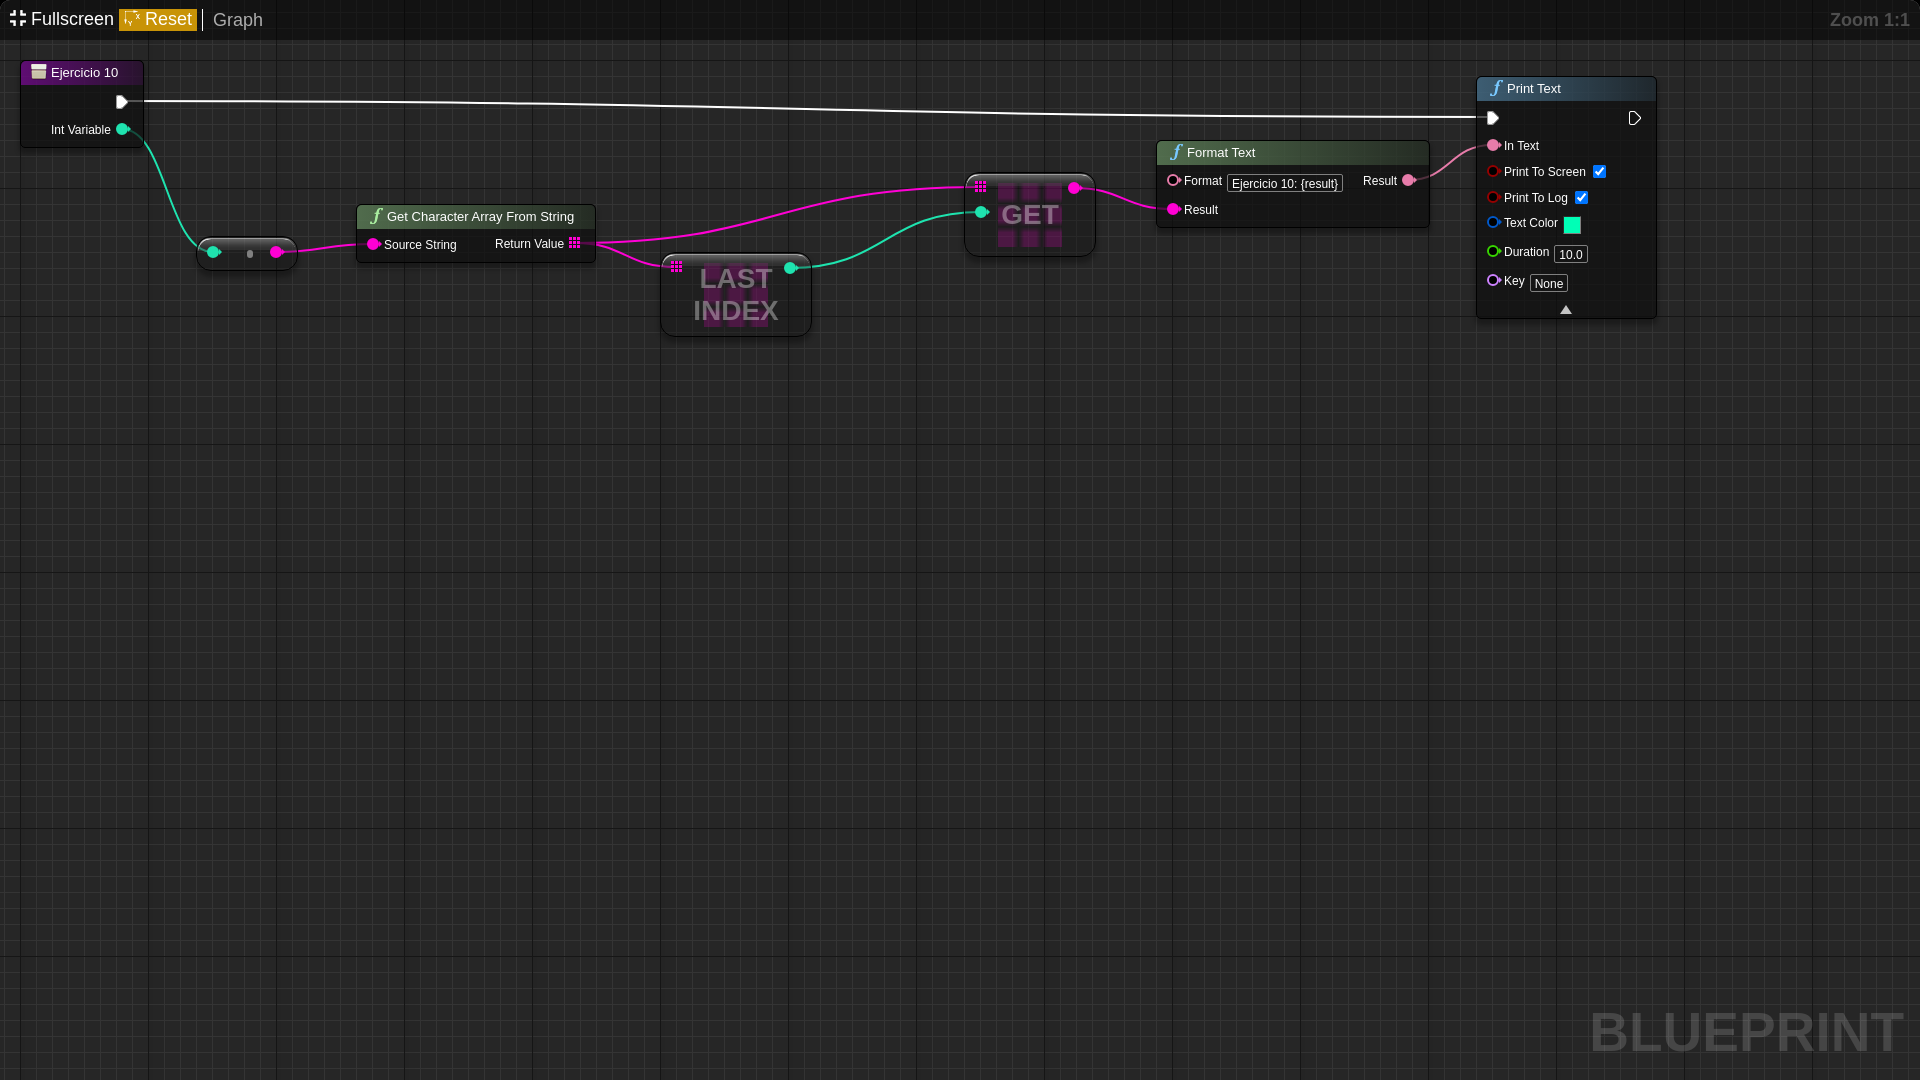 Fullscreen Reset Graph Zoom 1:1
Ejercicio 10
Int Variable
Get Character Array From String
Source String Return Value
LAST
INDEX
GET
Format Text
Format Ejercicio 10: {result} Result
Result
Print Text
In Text
Print To Screen
Print To Log
Text Color
Duration 10.0
Key None
BLUEPRINT